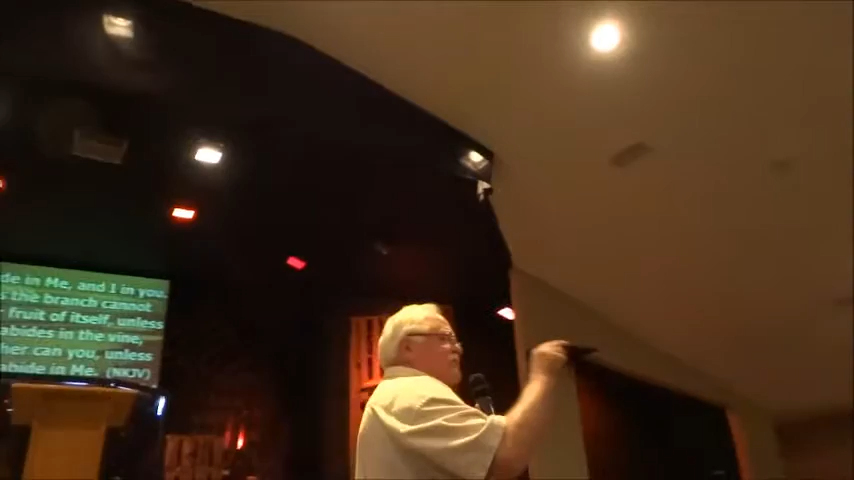 de in Me, and I in you.
the branch cannot
fruit of itself, unless
abides in the vine,
her can you, unless
abide in Me. (NKJV)